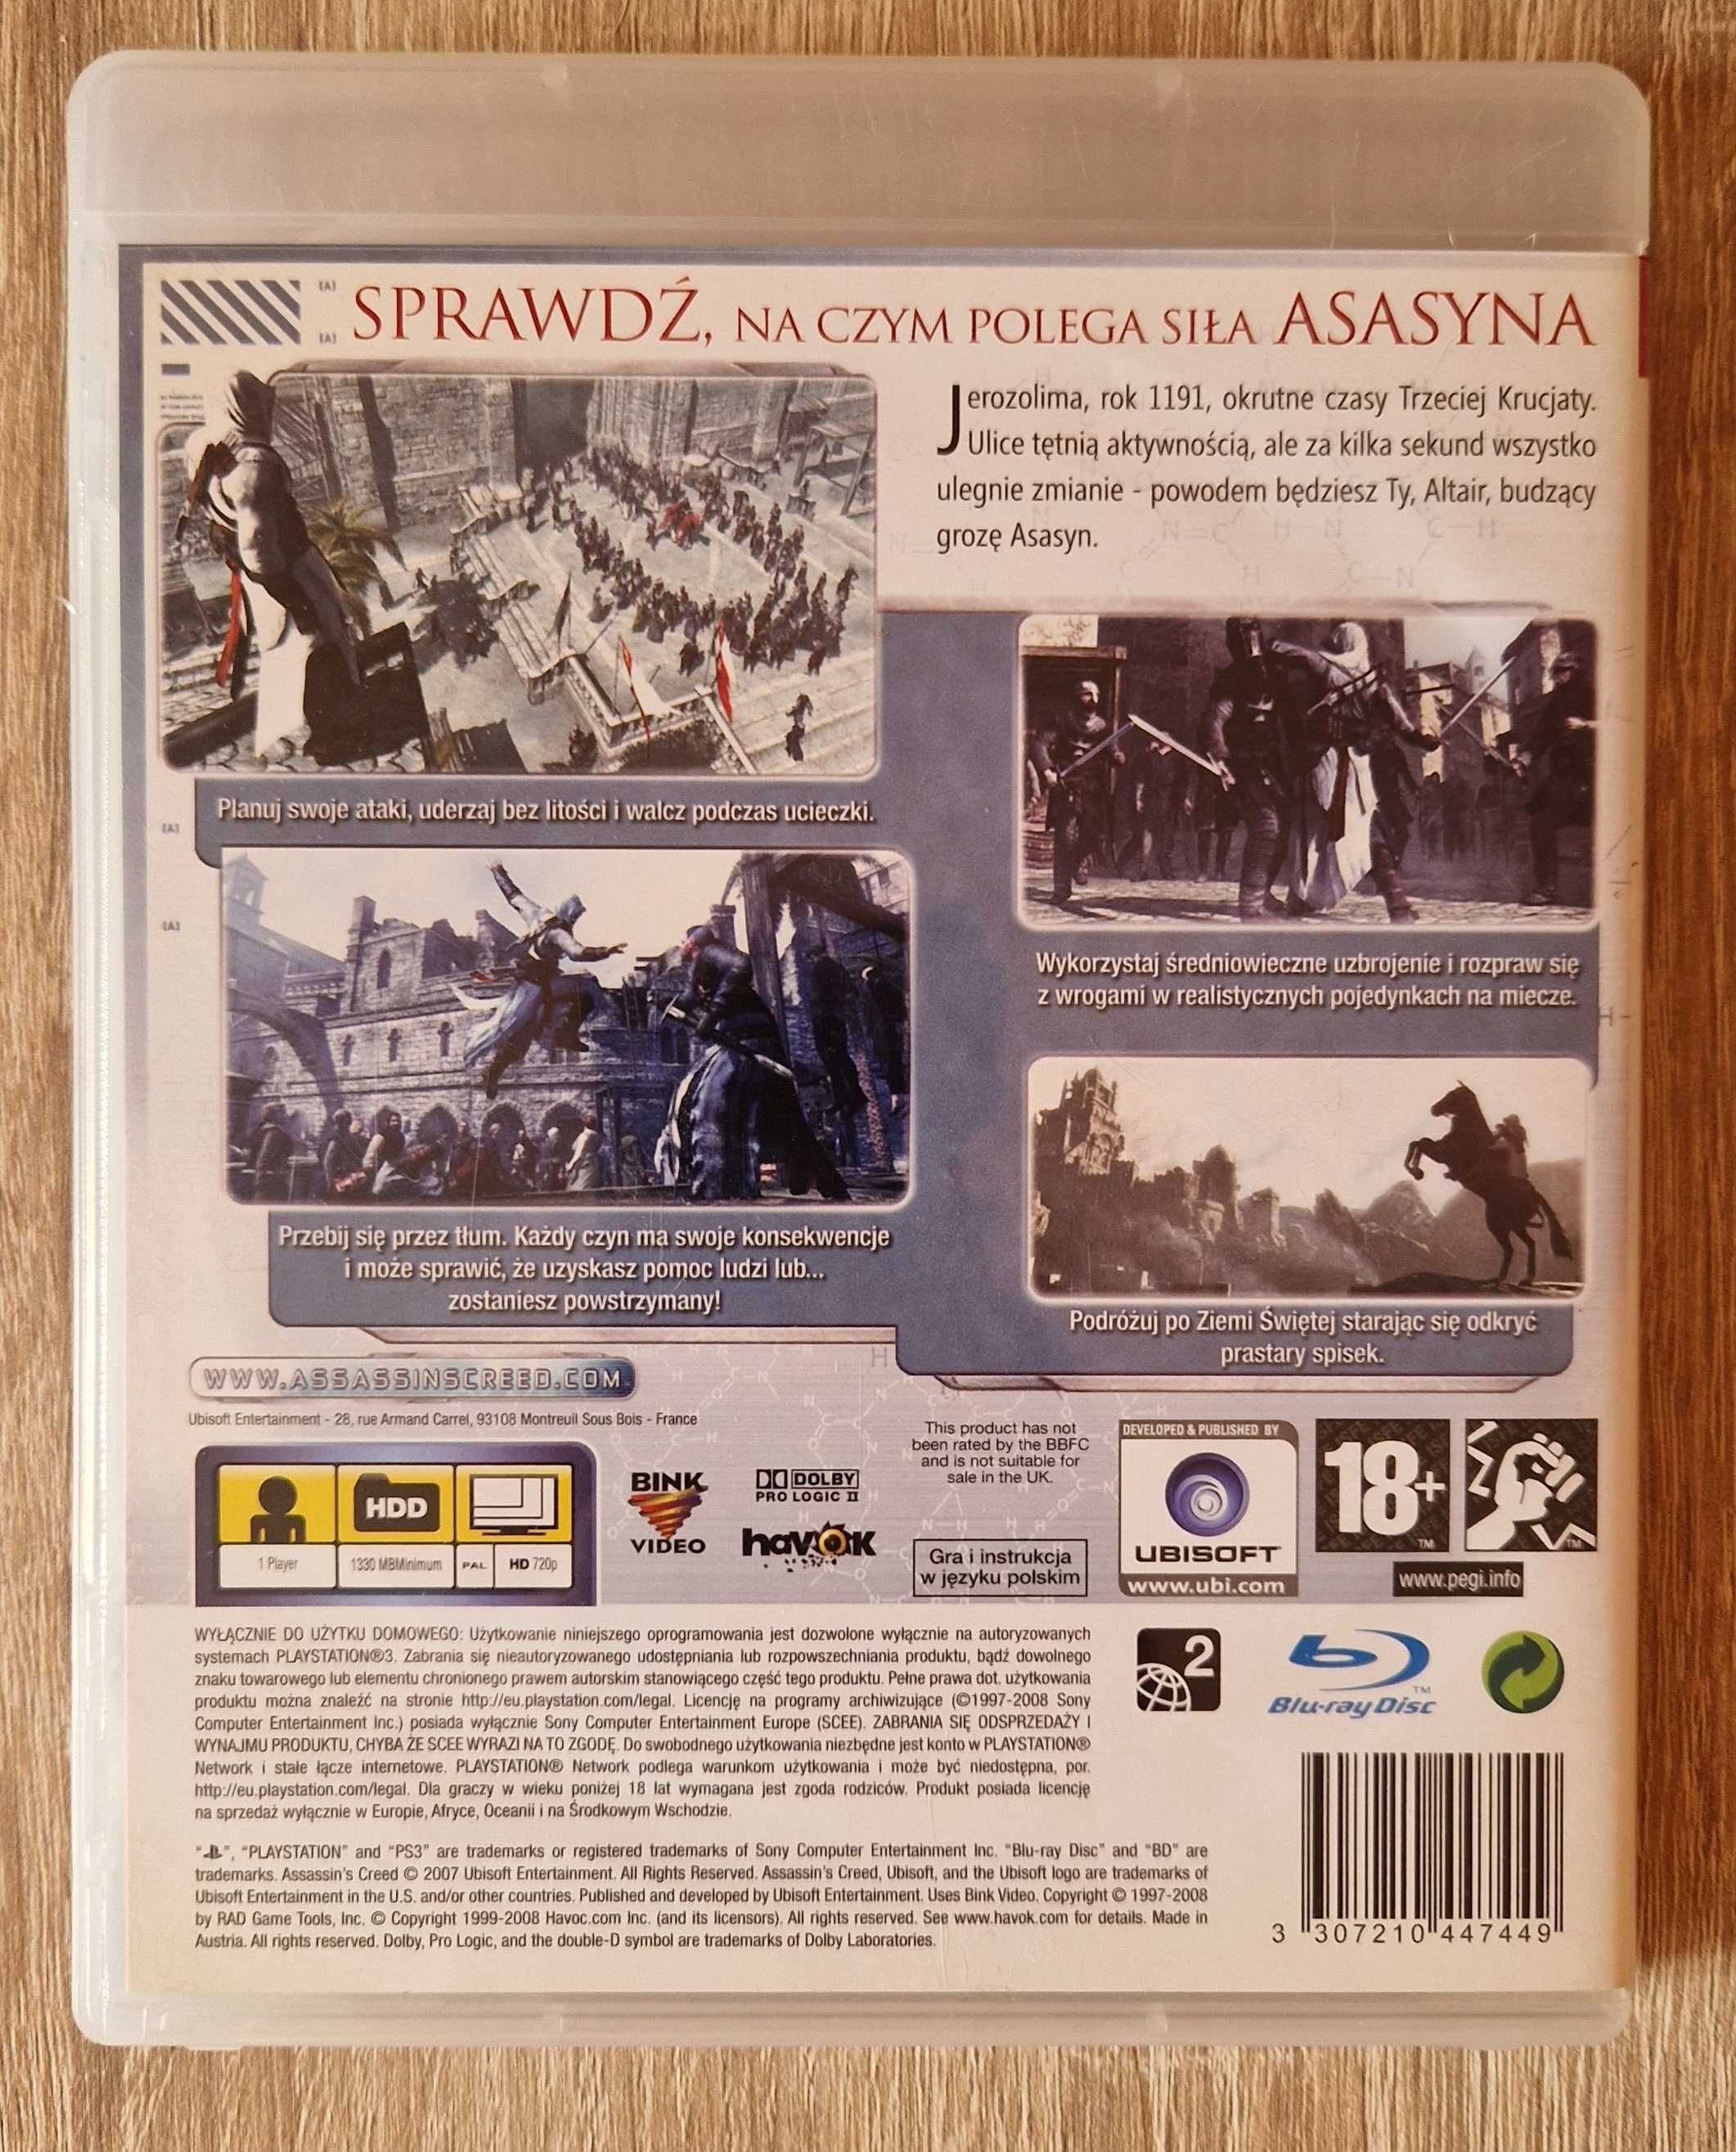 SPRAWDŹ, NA CZYM POLEGA SIŁA ASASYNA
Jerozolima, rok 1191, okrutne czasy Trzeciej Krucjaty.
Ulice tętnią aktywnością, ale za kilka sekund wszystko
ulegnie zmianie - powodem będziesz Ty, Altair, budzący
grozę Asasyn.
Planuj swoje ataki, uderzaj bez litości i walcz podczas ucieczki.
Wykorzystaj średniowieczne uzbrojenie i rozpraw się
z wrogami w realistycznych pojedynkach na miecze.
Przebij się przez tłum. Każdy czyn ma swoje konsekwencje
i może sprawić, że uzyskasz pomoc ludzi lub...
zostaniesz powstrzymany!
Podróżuj po Ziemi Świętej starając się odkryć
prastary spisek.
WWW.ASSASSINSCREED.COM
Ubisoft Entertainment - 28, rue Armand Carrel, 93108 Montreuil Sous Bois - France
HDD
1 Player
1330 MBMinimum
PAL
HD 720p
BINK
VIDEO
DOLBY
PRO LOGIC II
havok
This product has not
been rated by the BBFC
and is not suitable for
sale in the UK.
Gra i instrukcja
w języku polskim
DEVELOPED & PUBLISHED BY
UBISOFT
www.ubi.com
18+
TM
TM
www.pegi.info
WYŁĄCZNIE DO UŻYTKU DOMOWEGO: Użytkowanie niniejszego oprogramowania jest dozwolone wyłącznie na autoryzowanych
systemach PLAYSTATION®3. Zabrania się nieautoryzowanego udostępniania lub rozpowszechniania produktu, bądź dowolnego
znaku towarowego lub elementu chronionego prawem autorskim stanowiącego część tego produktu. Pełne prawa dot. użytkowania
produktu można znaleźć na stronie http://eu.playstation.com/legal. Licencję na programy archiwizujące (©1997-2008 Sony
Computer Entertainment Inc.) posiada wyłącznie Sony Computer Entertainment Europe (SCEE). ZABRANIA SIĘ ODSPRZEDAŻY I
WYNAJMU PRODUKTU, CHYBA ŻE SCEE WYRAZI NA TO ZGODĘ. Do swobodnego użytkowania niezbędne jest konto w PLAYSTATION®
Network i stałe łącze internetowe. PLAYSTATION® Network podlega warunkom użytkowania i może być niedostępna, por.
http://eu.playstation.com/legal. Dla graczy w wieku poniżej 18 lat wymagana jest zgoda rodziców. Produkt posiada licencję
na sprzedaż wyłącznie w Europie, Afryce, Oceanii i na Środkowym Wschodzie.
2
Blu-ray Disc
TM
"", "PLAYSTATION" and "PS3" are trademarks or registered trademarks of Sony Computer Entertainment Inc. "Blu-ray Disc" and "BD" are
trademarks. Assassin's Creed © 2007 Ubisoft Entertainment. All Rights Reserved. Assassin's Creed, Ubisoft, and the Ubisoft logo are trademarks of
Ubisoft Entertainment in the U.S. and/or other countries. Published and developed by Ubisoft Entertainment. Uses Bink Video. Copyright © 1997-2008
by RAD Game Tools, Inc. © Copyright 1999-2008 Havoc.com Inc. (and its licensors). All rights reserved. See www.havok.com for details. Made in
Austria. All rights reserved. Dolby, Pro Logic, and the double-D symbol are trademarks of Dolby Laboratories.
3 307210 447449